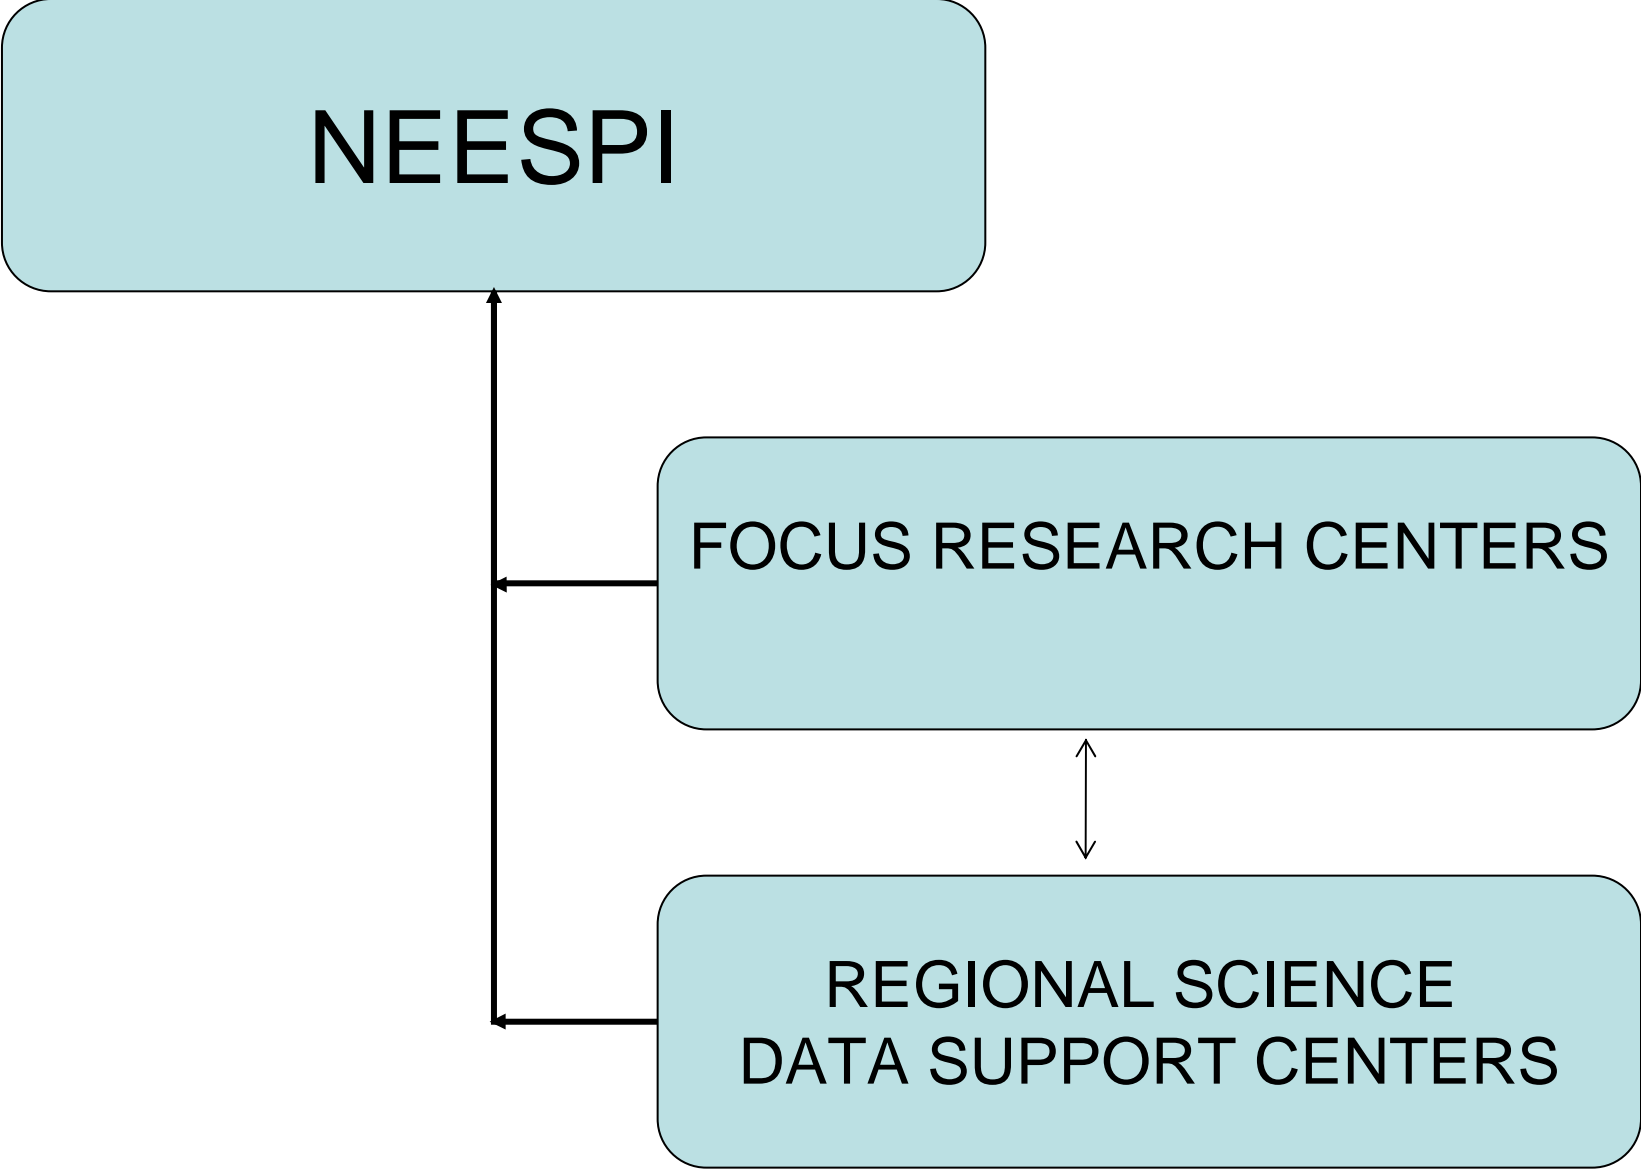 NEESPI
FOCUS RESEARCH CENTERS
REGIONAL SCIENCE
DATA SUPPORT CENTERS